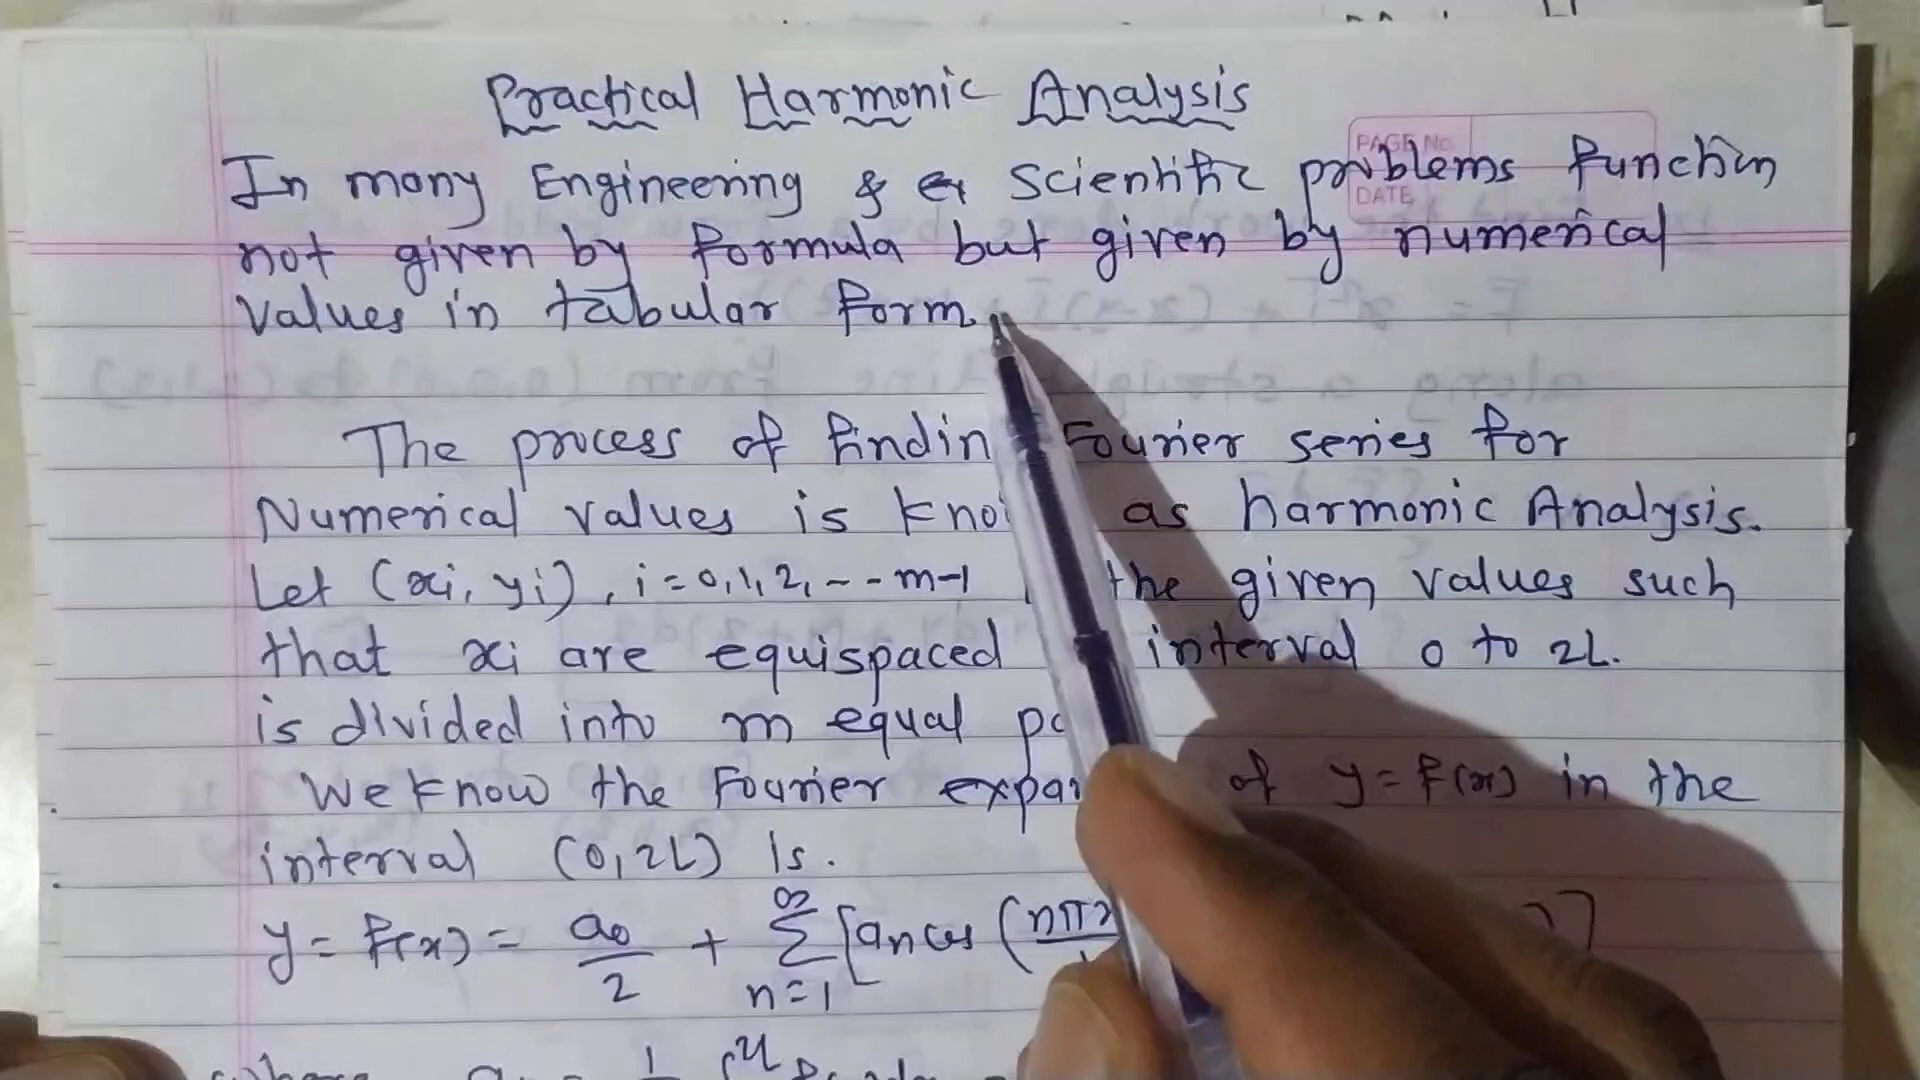 Practical Harmonic Analysis
PAGE No.
DATE
In many Engineering & Scientific problems function
not given by formula but given by numerical
values in tabular form.
The process of findin Fourier series for
Numerical values is kno as harmonic Analysis.
Let (xi, yi), i=0,1,2,---m-1 the given values such
that xi are equispaced interval 0 to 2L.
is divided into m equal pa
We know the Fourier expan of y=f(x) in the
interval (0,2L) is.
y = f(x) = a0/2 + ∑ n=1 ∞ [an cos (nπx )]